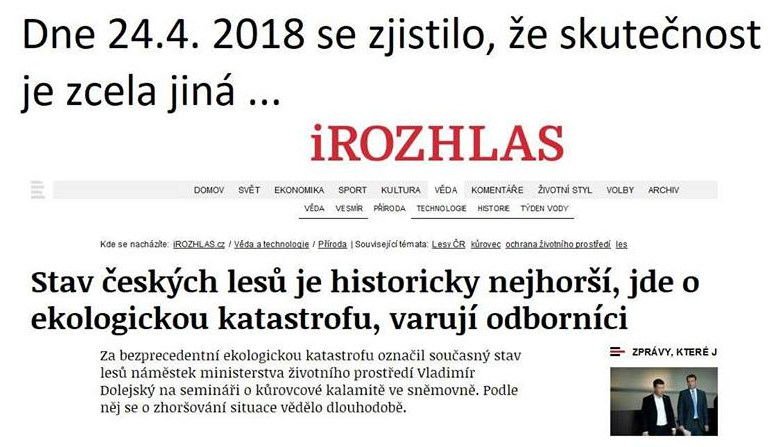 Dne 24.4. 2018 se zjistilo, že skutečnost
je zcela jiná ...
iROZHLAS
DOMOV SVĚT EKONOMIKA SPORT KULTURA VĚDA KOMENTÁŘE ŽIVOTNÍ STYL VOLBY ARCHIV
VĚDA VESMÍR PŘÍRODA TECHNOLOGIE HISTORIE TÝDEN VODY
Kde se nacházíte: iROZHLAS.cz / Věda a technologie / Příroda | Související témata: Lesy ČR kůrovec ochrana životního prostředí les
Stav českých lesů je historicky nejhorší, jde o
ekologickou katastrofu, varují odborníci
Za bezprecedentní ekologickou katastrofu označil současný stav
lesů náměstek ministerstva životního prostředí Vladimír
Dolejský na semináři o kůrovcové kalamitě ve sněmovně. Podle
něj se o zhoršování situace vědělo dlouhodobě.
ZPRÁVY, KTERÉ J